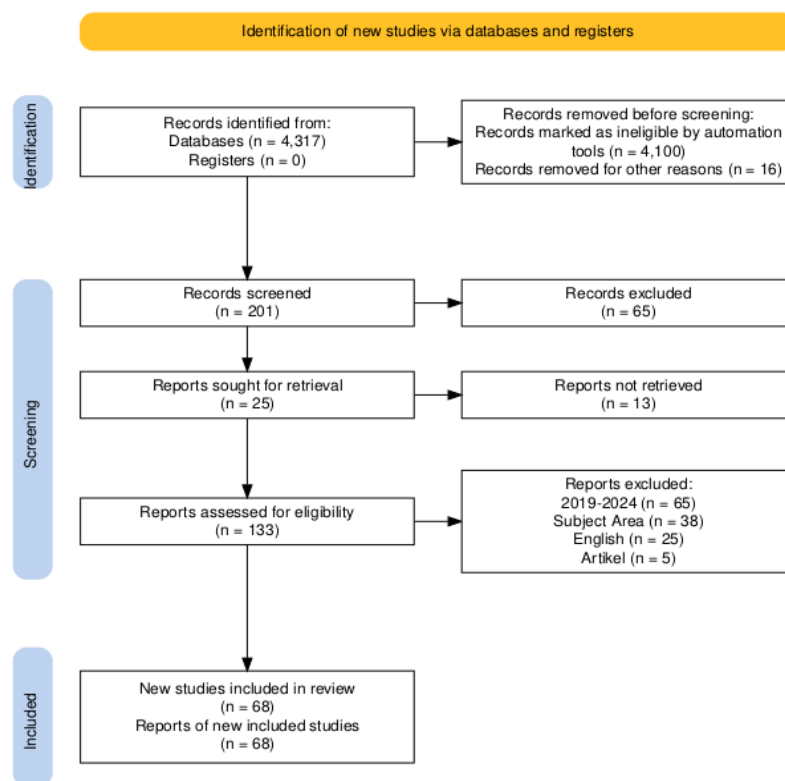 Identification of new studies via databases and registers
Identification
Records identified from:
Databases (n = 4,317)
Registers (n = 0)
Records removed before screening:
Records marked as ineligible by automation
tools (n = 4,100)
Records removed for other reasons (n = 16)
Screening
Records screened
(n = 201)
Records excluded
(n = 65)
Reports sought for retrieval
(n = 25)
Reports not retrieved
(n = 13)
Reports assessed for eligibility
(n = 133)
Reports excluded:
2019-2024 (n = 65)
Subject Area (n = 38)
English (n = 25)
Artikel (n = 5)
Included
New studies included in review
(n = 68)
Reports of new included studies
(n = 68)